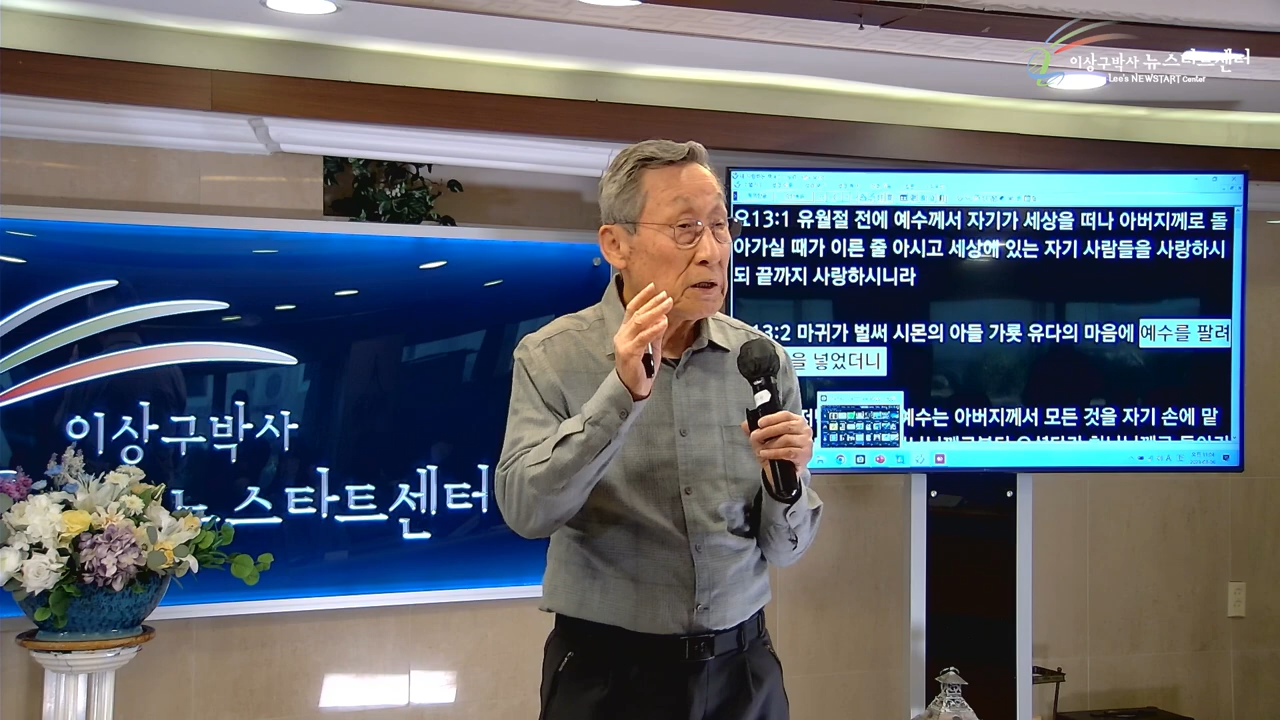 이상구박사 뉴스타트센터
Lee's NEWSTART Center
요13:1 유월절 전에 예수께서 자기가 세상을 떠나 아버지께로 돌
아가실 때가 이른 줄 아시고 세상에 있는 자기 사람들을 사랑하시
되 끝까지 사랑하시니라
13:2 마귀가 벌써 시몬의 아들 가룟 유다의 마음에 예수를 팔려
을 넣었더니
예수는 아버지께서 모든 것을 자기 손에 맡
이상구박사
뉴스타트센터